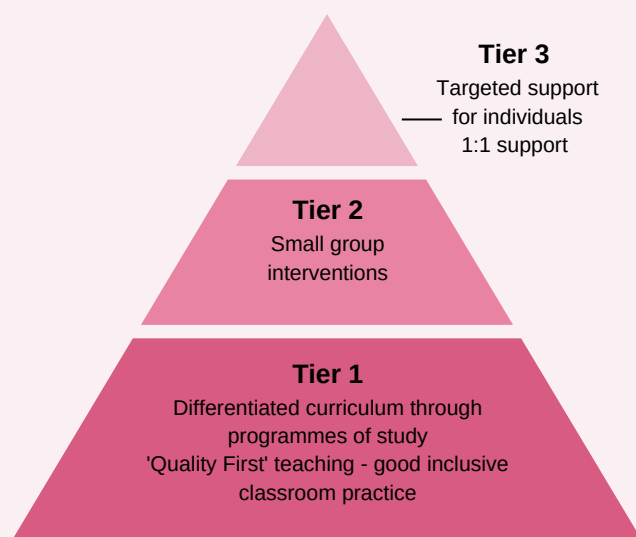 Tier 3
Targeted support
for individuals
1:1 support
Tier 2
Small group
interventions
Tier 1
Differentiated curriculum through
programmes of study
'Quality First' teaching - good inclusive
classroom practice